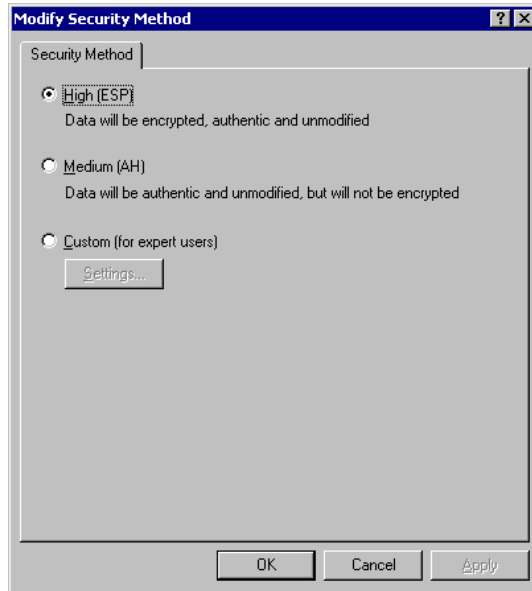 Modify Security Method
Security Method
High (ESP)
Data will be encrypted, authentic and unmodified
Medium (AH)
Data will be authentic and unmodified, but will not be encrypted
Custom (for expert users)
Settings...
OK Cancel Apply